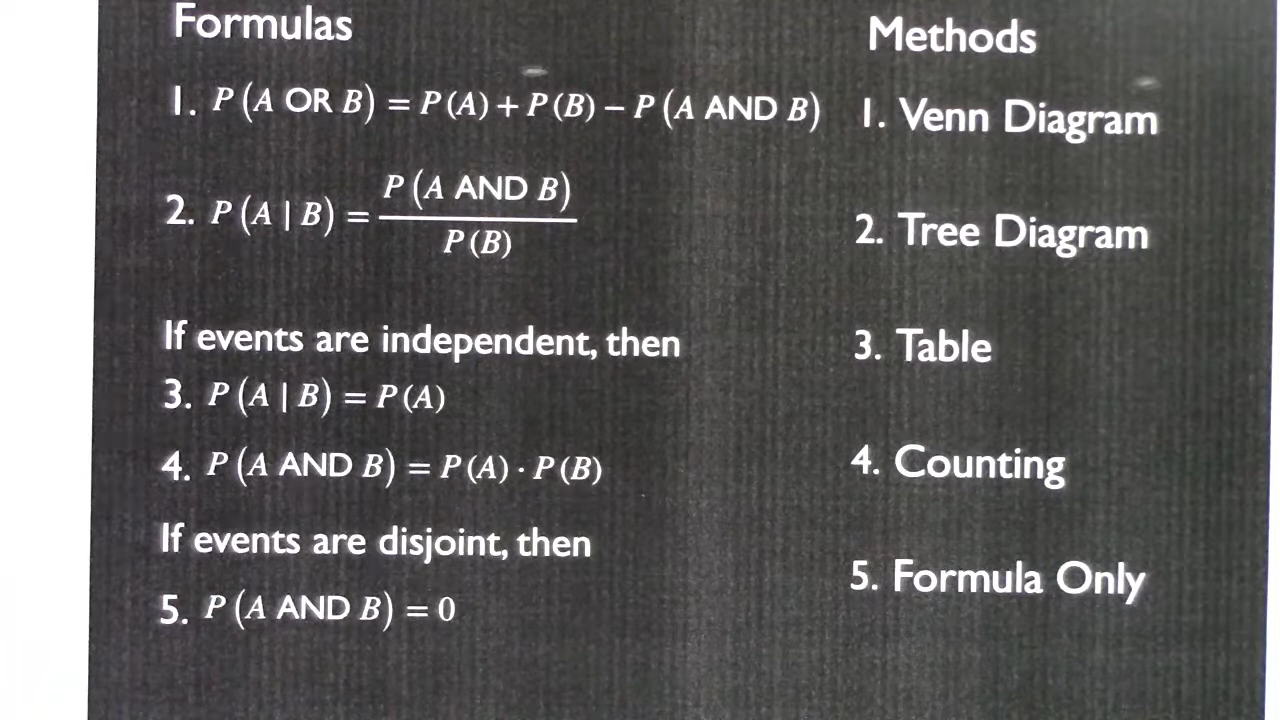 Formulas
1. P (A OR B) = P(A) + P(B) − P (A AND B)
2. P (A | B) = P (A AND B) / P(B)
If events are independent, then
3. P (A | B) = P(A)
4. P (A AND B) = P(A) · P(B)
If events are disjoint, then
5. P (A AND B) = 0
Methods
1. Venn Diagram
2. Tree Diagram
3. Table
4. Counting
5. Formula Only